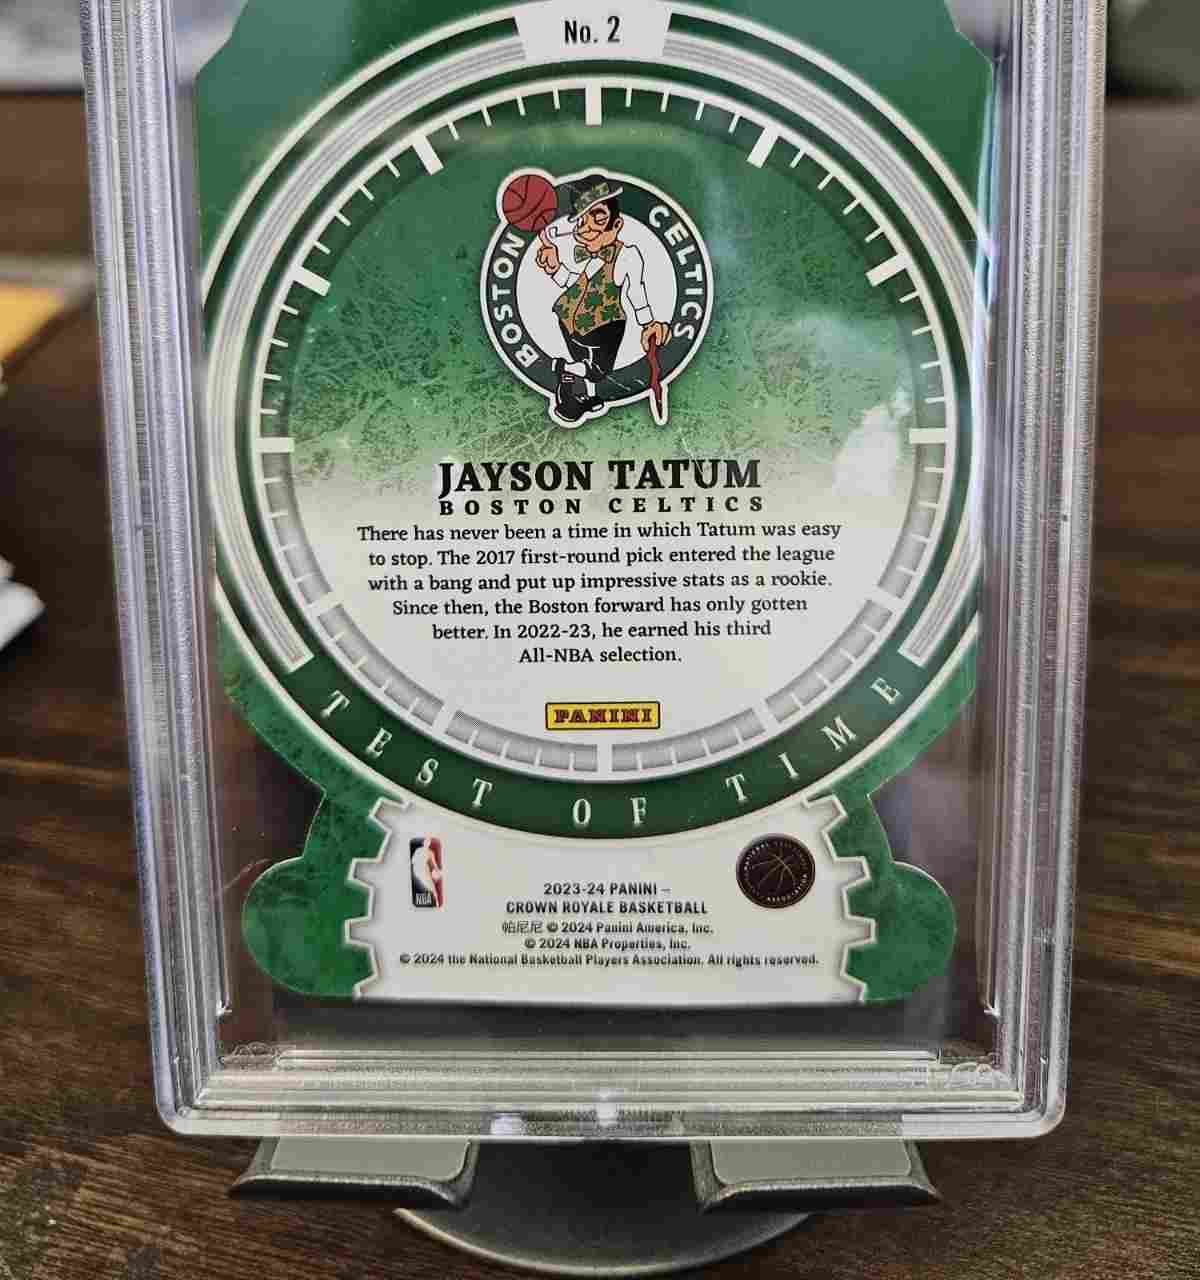 No. 2
BOSTON CELTICS
JAYSON TATUM
BOSTON CELTICS
There has never been a time in which Tatum was easy
to stop. The 2017 first-round pick entered the league
with a bang and put up impressive stats as a rookie.
Since then, the Boston forward has only gotten
better. In 2022-23, he earned his third
All-NBA selection.
PANINI
TEST OF TIME
NBA
2023-24 PANINI –
CROWN ROYALE BASKETBALL
帕尼尼 © 2024 Panini America, Inc.
© 2024 NBA Properties, Inc.
© 2024 the National Basketball Players Association. All rights reserved.